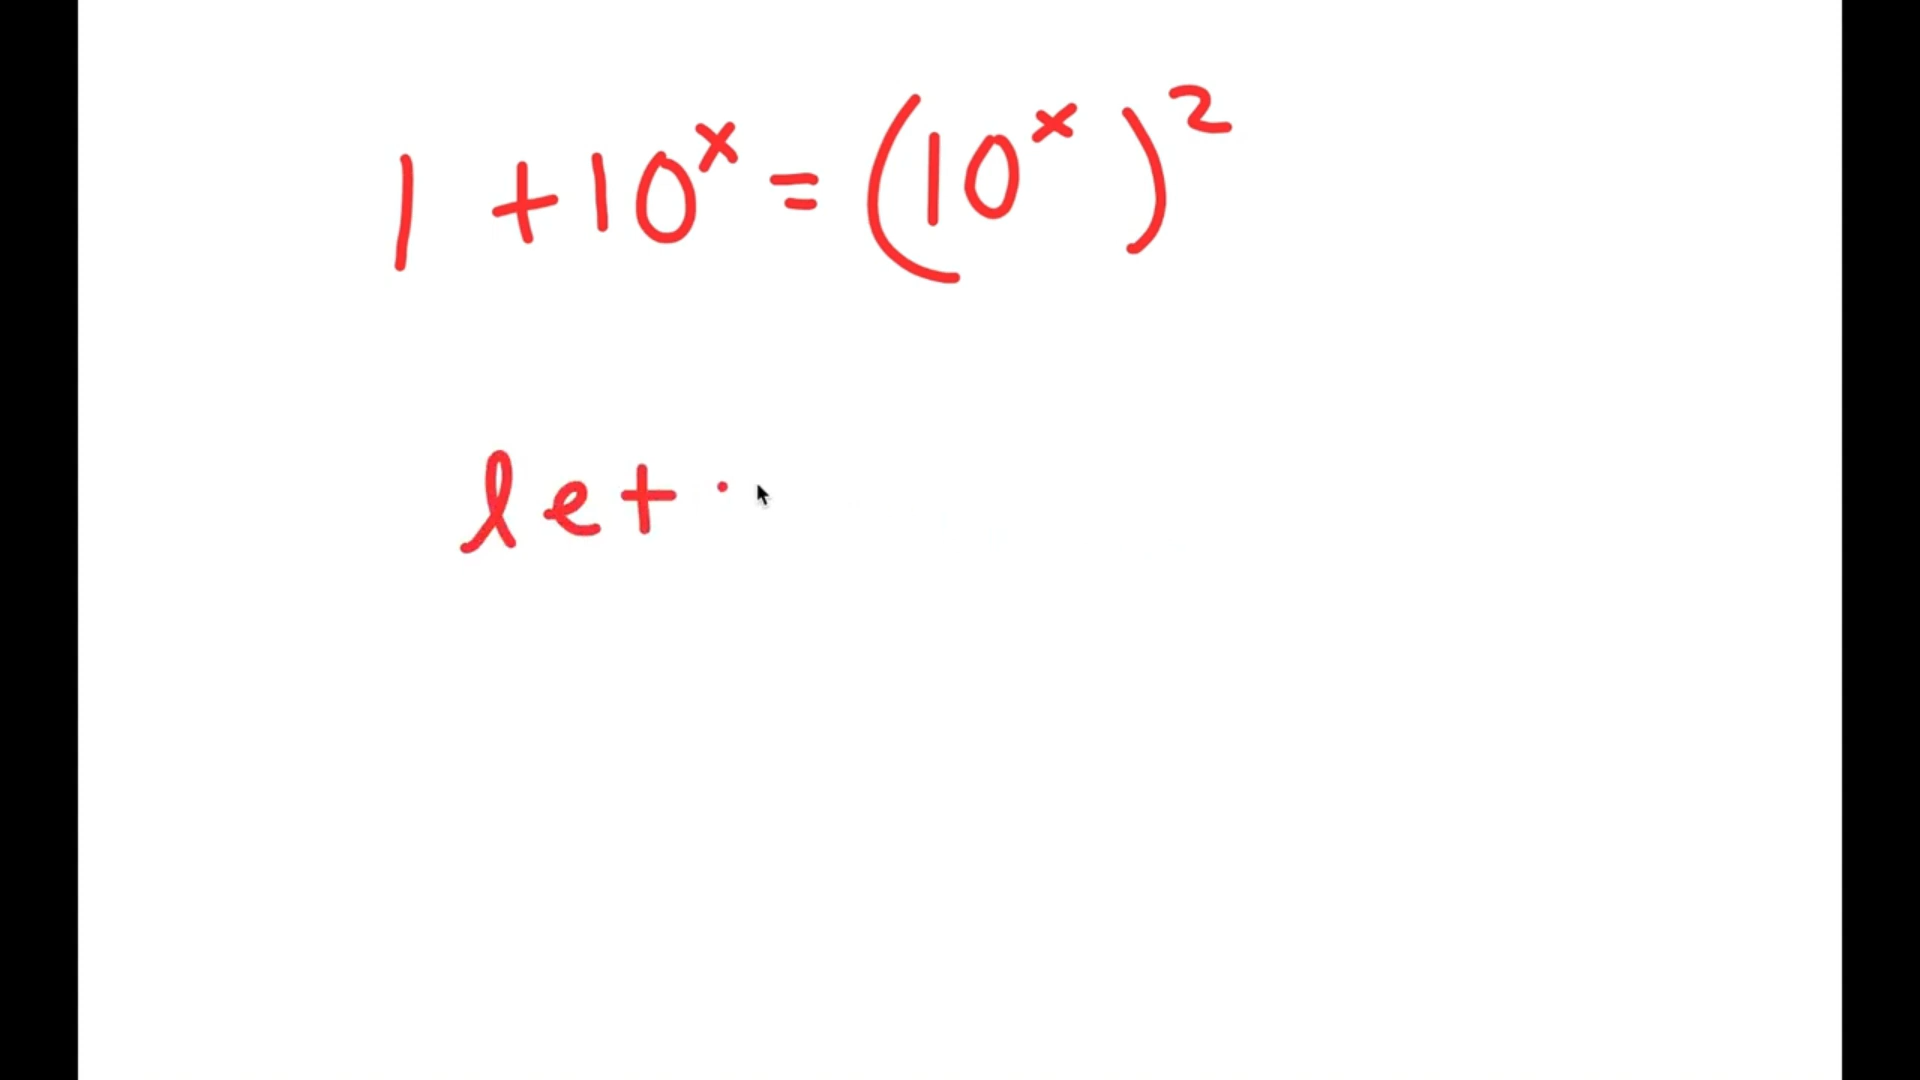 1 + 10^x = (10^x)^2
let